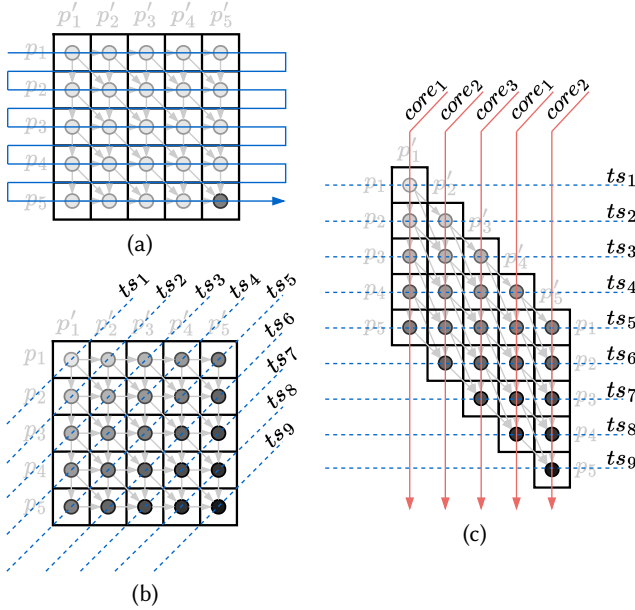 p′₁ p′₂ p′₃ p′₄ p′₅
p₁
p₂
p₃
p₄
p₅
(a)
ts₁ ts₂ ts₃ ts₄ ts₅
ts₆
ts₇
ts₈
ts₉
p′₁ p′₂ p′₃ p′₄ p′₅
p₁
p₂
p₃
p₄
p₅
(b)
core₁ core₂ core₃ core₁ core₂
p′₁
p₁ p′₂ ts₁
p₂ p′₃ ts₂
p₃ p′₄ ts₃
p₄ p′₅ ts₄
p₅ p₁ ts₅
p₂ ts₆
p₃ ts₇
p₄ ts₈
p₅ ts₉
(c)